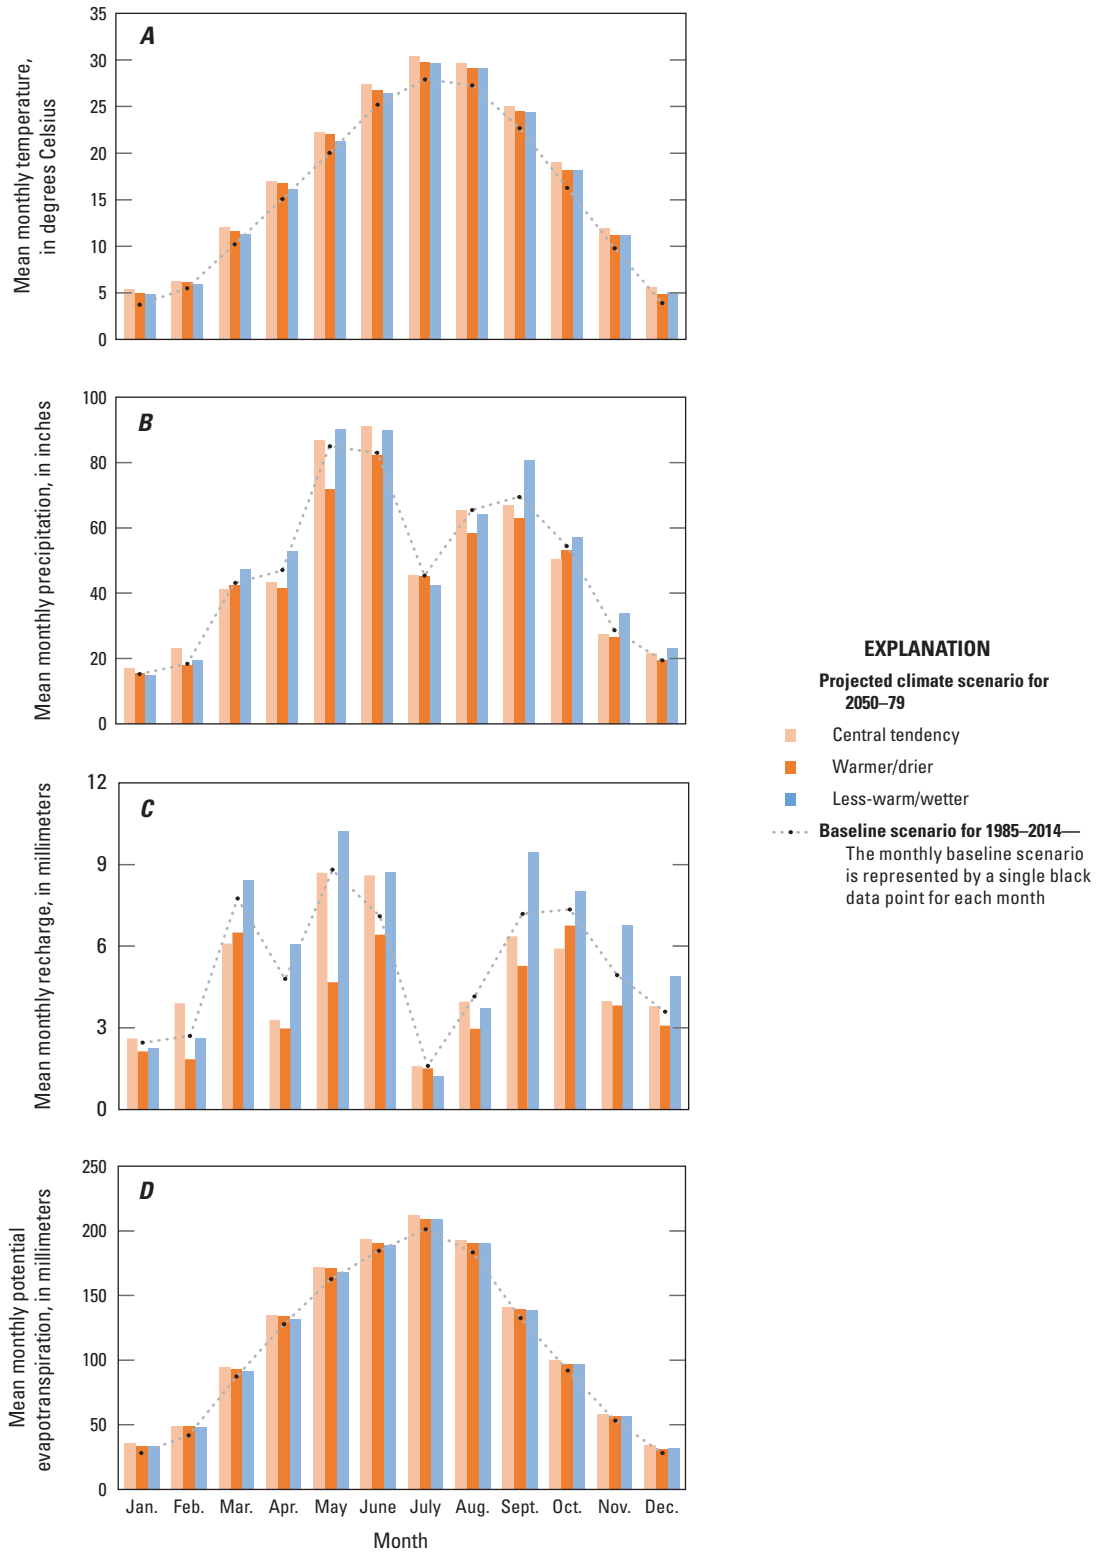 A
Mean monthly temperature,
in degrees Celsius
35
30
25
20
15
10
5
0
B
Mean monthly precipitation, in inches
100
80
60
40
20
0
C
Mean monthly recharge, in millimeters
12
9
6
3
0
D
Mean monthly potential
evapotranspiration, in millimeters
250
200
150
100
50
0
Jan. Feb. Mar. Apr. May June July Aug. Sept. Oct. Nov. Dec.
Month
EXPLANATION
Projected climate scenario for
2050–79
Central tendency
Warmer/drier
Less-warm/wetter
Baseline scenario for 1985–2014—
The monthly baseline scenario
is represented by a single black
data point for each month